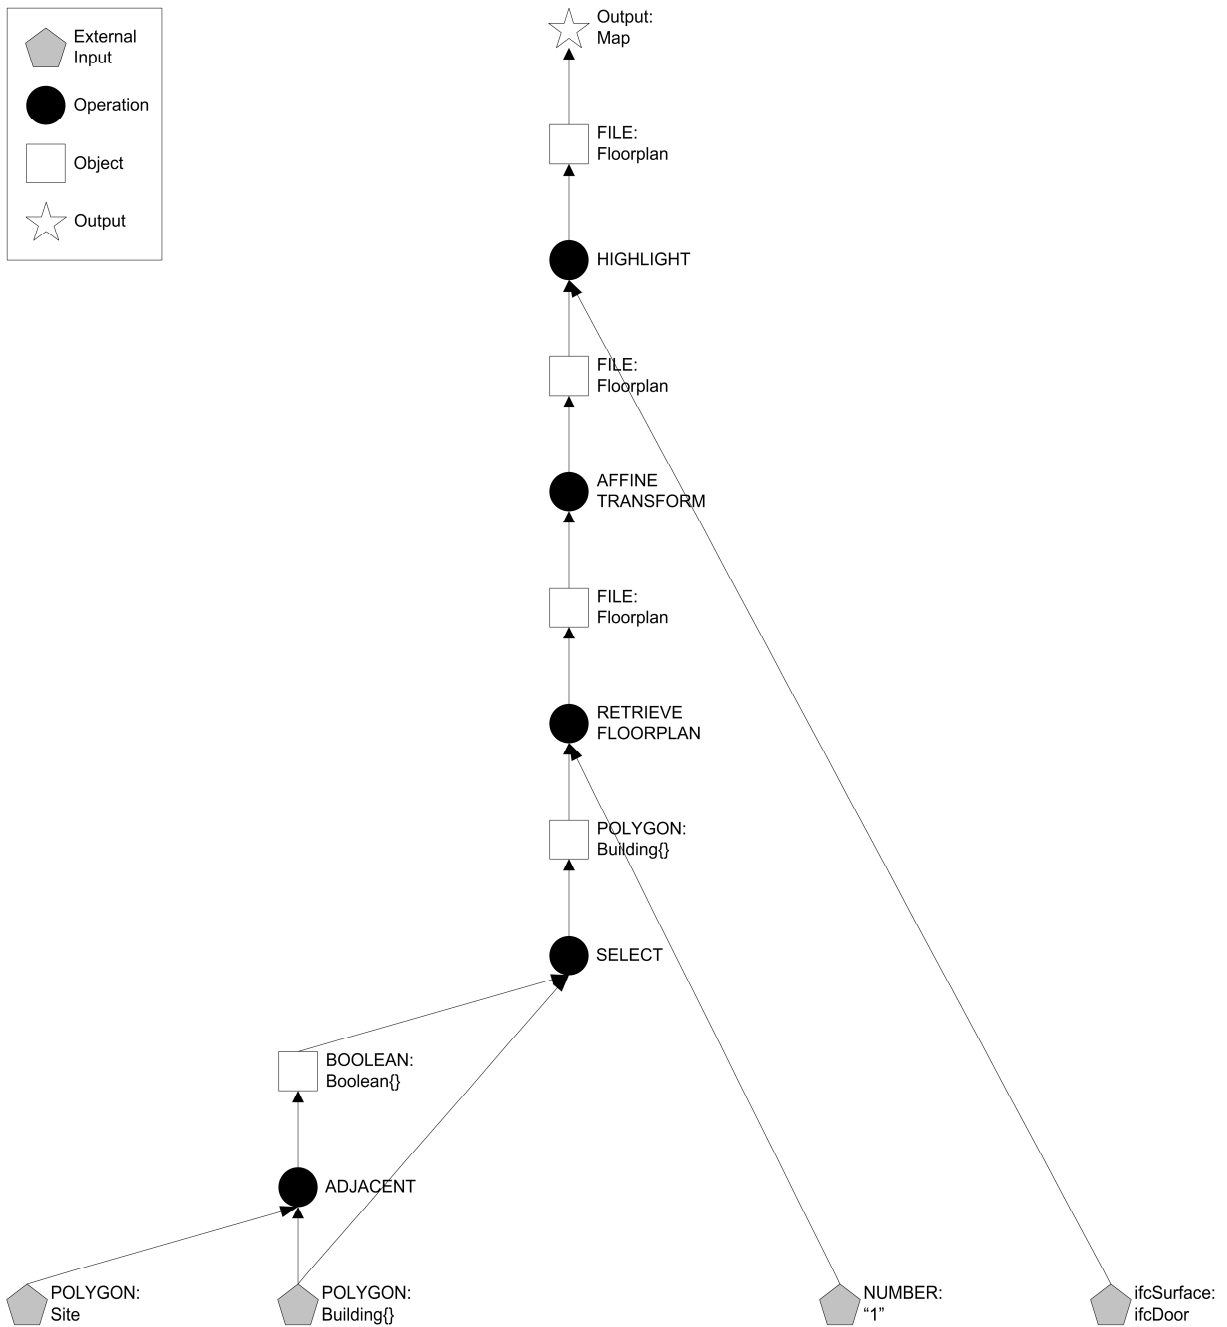 External
Input
Operation
Object
Output
Output:
Map
FILE:
Floorplan
HIGHLIGHT
FILE:
Floorplan
AFFINE
TRANSFORM
FILE:
Floorplan
RETRIEVE
FLOORPLAN
POLYGON:
Building{}
SELECT
BOOLEAN:
Boolean{}
ADJACENT
POLYGON:
Site
POLYGON:
Building{}
NUMBER:
“1”
ifcSurface:
ifcDoor